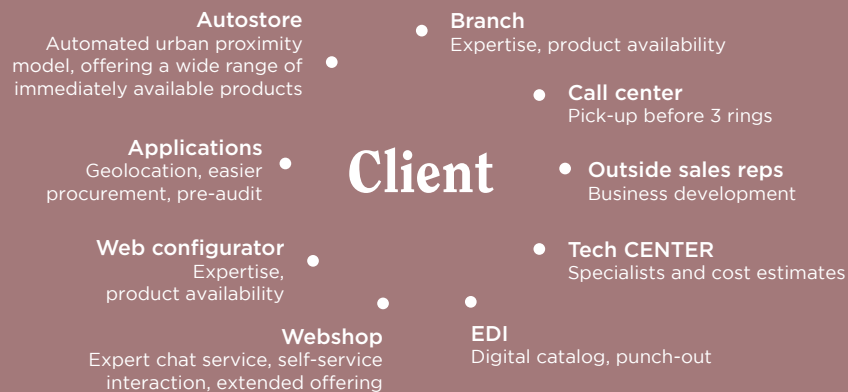 Autostore
Automated urban proximity
model, offering a wide range of
immediately available products
Branch
Expertise, product availability
Call center
Pick-up before 3 rings
Applications
Geolocation, easier
procurement, pre-audit
Client
Outside sales reps
Business development
Web configurator
Expertise,
product availability
Tech CENTER
Specialists and cost estimates
Webshop
Expert chat service, self-service
interaction, extended offering
EDI
Digital catalog, punch-out